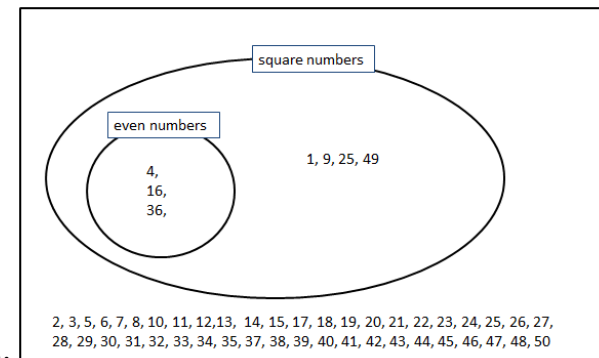 square numbers
even numbers
4,
16,
36,
1, 9, 25, 49
2, 3, 5, 6, 7, 8, 10, 11, 12,13, 14, 15, 17, 18, 19, 20, 21, 22, 23, 24, 25, 26, 27,
28, 29, 30, 31, 32, 33, 34, 35, 37, 38, 39, 40, 41, 42, 43, 44, 45, 46, 47, 48, 50